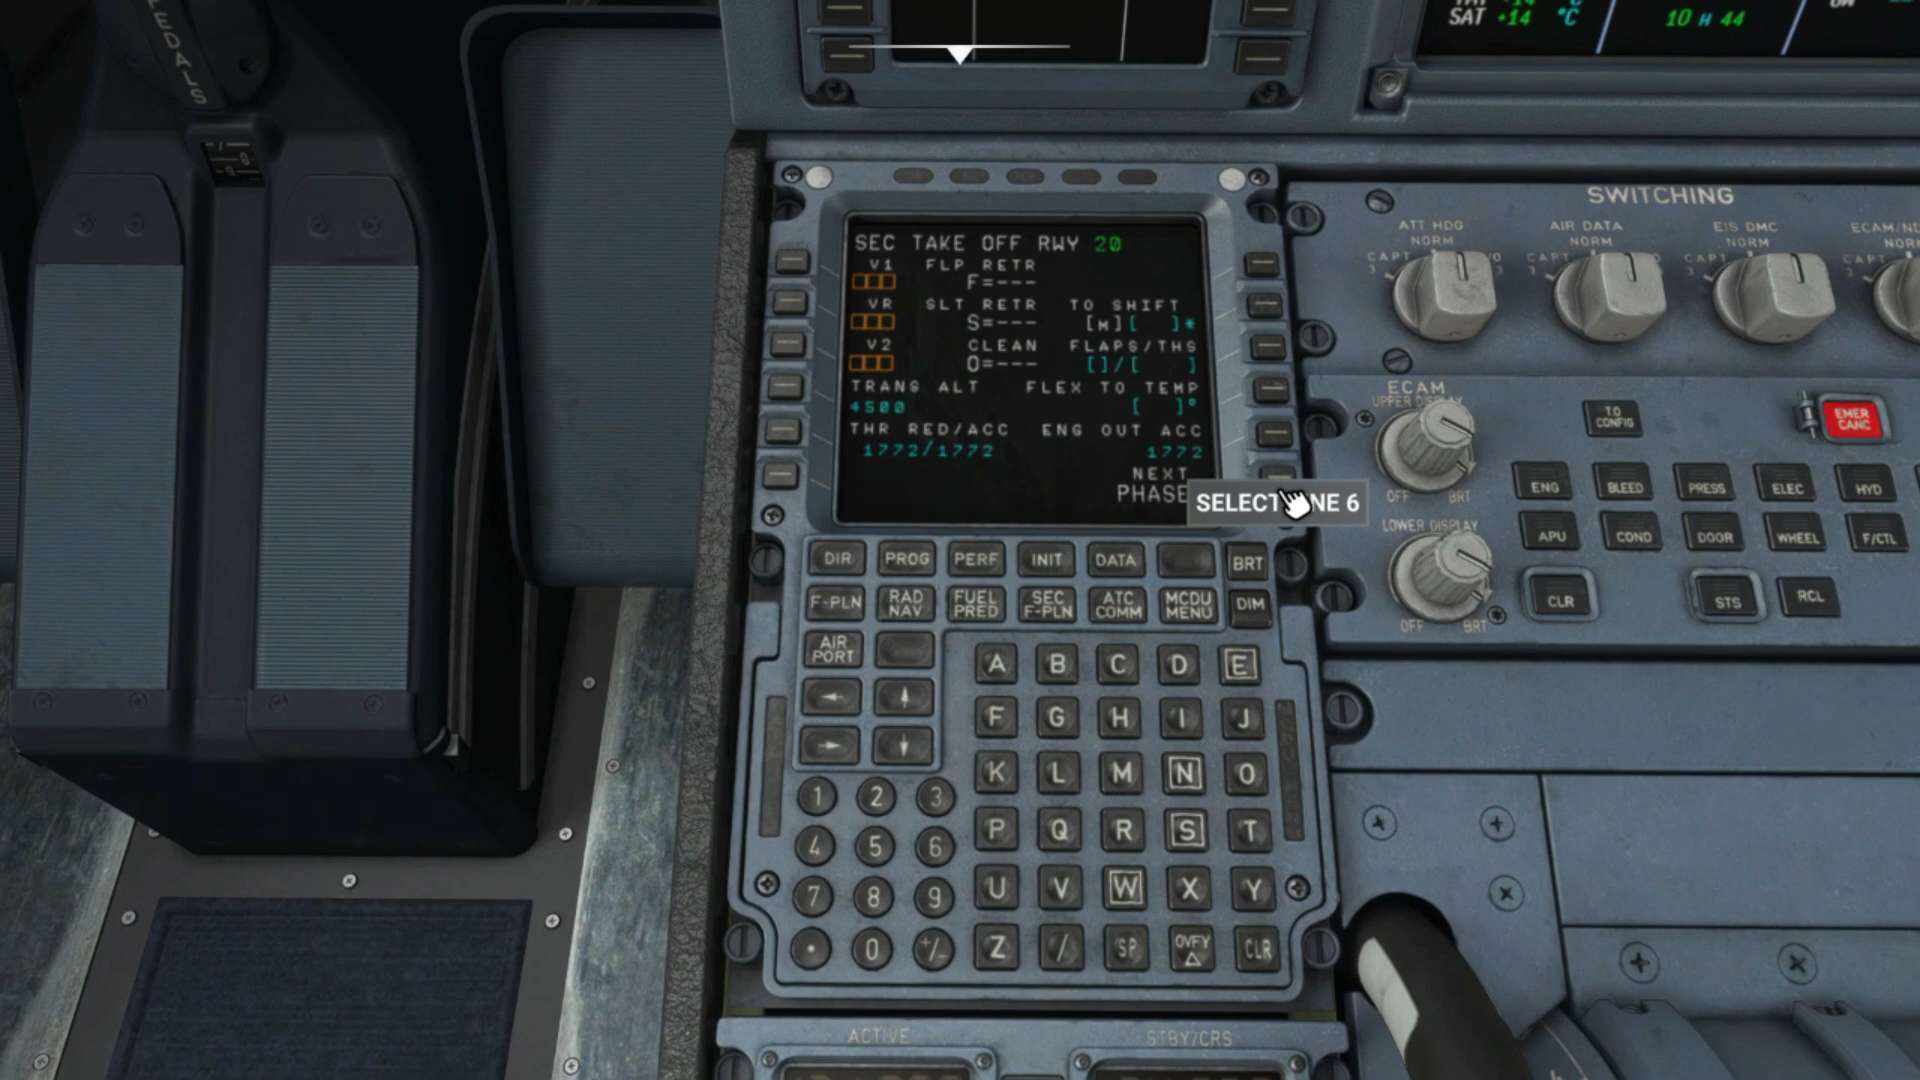 PEDALS
SAT +14 °C
10 H 44
SEC TAKE OFF RWY 20
V1 FLP RETR
F=---
VR SLT RETR TO SHIFT
S=--- [M][ ]*
V2 CLEAN FLAPS/THS
O=--- []/[ ]
TRANS ALT FLEX TO TEMP
4500 [ ]°
THR RED/ACC ENG OUT ACC
1772/1772 1772
NEXT
PHASE
SELECT NE 6
DIR PROG PERF INIT DATA BRT
F-PLN RAD NAV FUEL PRED SEC F-PLN ATC COMM MCDU MENU DIM
AIR PORT
A B C D E
F G H I J
K L M N O
1 2 3
P Q R S T
4 5 6
U V W X Y
7 8 9
Z / SP OVFY CLR
. 0 +/-
ACTIVE STBY/CRS
SWITCHING
ATT HDG AIR DATA EIS DMC ECAM/ND
NORM NORM NORM NOR
CAPT 3 CAPT 3 CAPT 3
ECAM
UPPER DISPLAY
OFF BRT
LOWER DISPLAY
OFF BRT
TO CONFIG
EMER CANC
ENG BLEED PRESS ELEC HYD
APU COND DOOR WHEEL F/CTL
CLR STS RCL